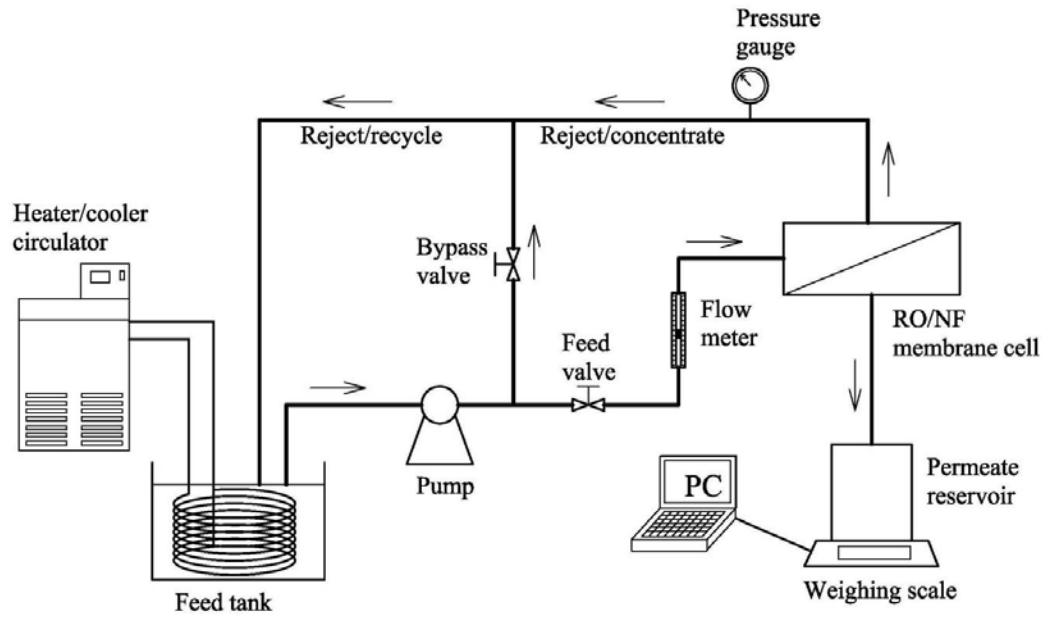 Pressure
gauge
Reject/recycle
Reject/concentrate
Heater/cooler
circulator
Bypass
valve
Flow
meter
RO/NF
membrane cell
Feed
valve
Pump
PC
Permeate
reservoir
Weighing scale
Feed tank